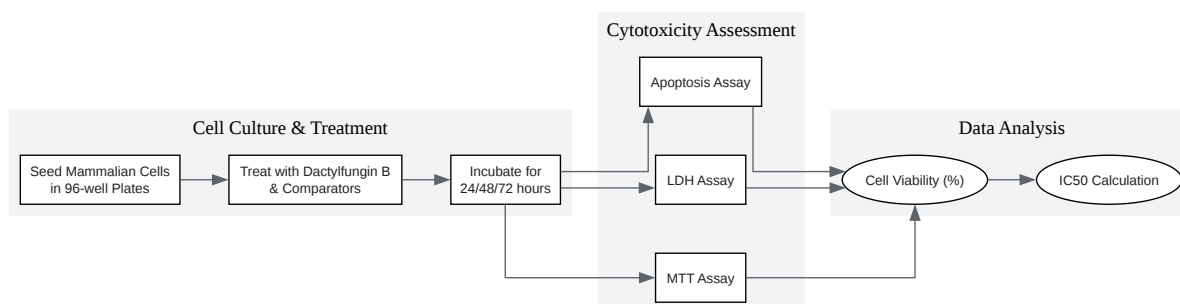 Cytotoxicity Assessment
Apoptosis Assay
Cell Culture & Treatment
Data Analysis
Seed Mammalian Cells
in 96-well Plates
Treat with Dactylfungin B
& Comparators
Incubate for
24/48/72 hours
LDH Assay
Cell Viability (%)
IC50 Calculation
MTT Assay